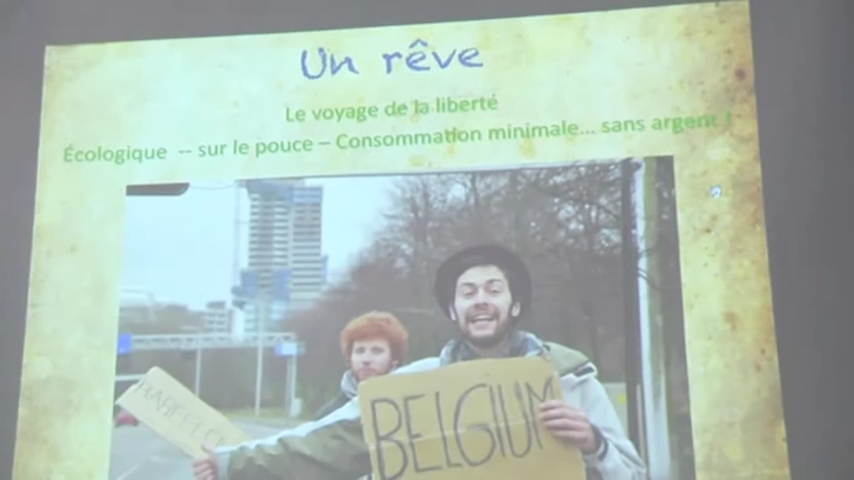 Un rêve
Le voyage de la liberté
Écologique -- sur le pouce – Consommation minimale... sans argent !
BELGIUM